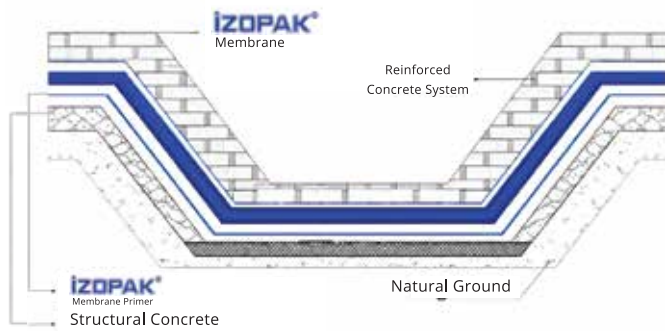 İZOPAK®
Membrane
Reinforced
Concrete System
İZOPAK®
Membrane Primer
Structural Concrete
Natural Ground